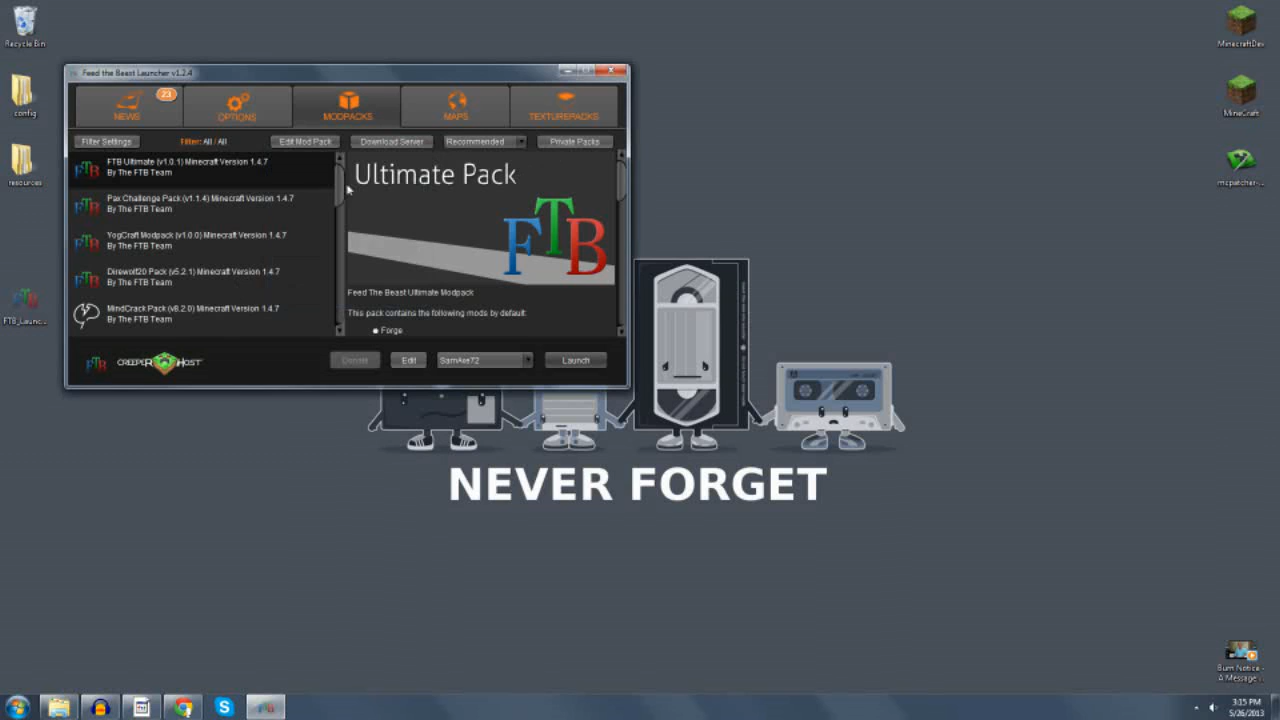 Recycle Bin
config
resources
FTB_Launc...
MinecraftDev
MineCraft
mcpatcher-...
Burn Notice -
A Message...
Feed the Beast Launcher v1.2.4
NEWS
23
OPTIONS
MODPACKS
MAPS
TEXTUREPACKS
Filter Settings
Filter: All / All
Edit Mod Pack
Download Server
Recommended
Private Packs
FTB Ultimate (v1.0.1) Minecraft Version 1.4.7
By The FTB Team
Pax Challenge Pack (v1.1.4) Minecraft Version 1.4.7
By The FTB Team
YogCraft Modpack (v1.0.0) Minecraft Version 1.4.7
By The FTB Team
Direwolf20 Pack (v5.2.1) Minecraft Version 1.4.7
By The FTB Team
MindCrack Pack (v8.2.0) Minecraft Version 1.4.7
By The FTB Team
Ultimate Pack
FTB
Feed The Beast Ultimate Modpack
This pack contains the following mods by default:
Forge
CREEPER HOST
Donate
Edit
SamAxe72
Launch
NEVER FORGET
3:15 PM
5/26/2013